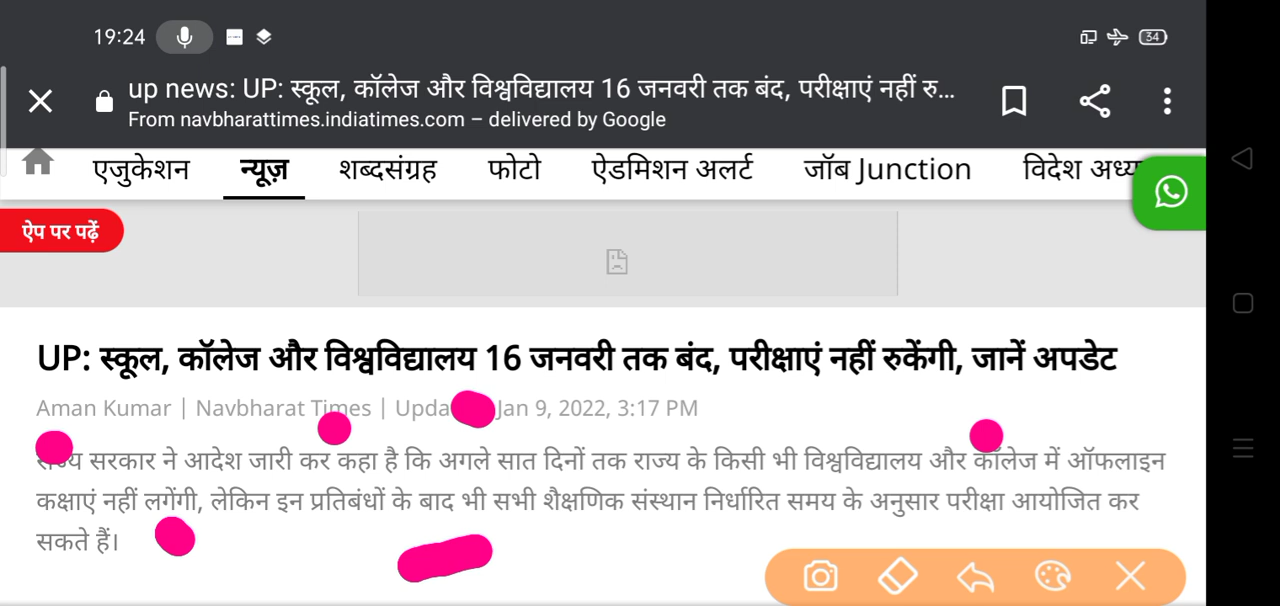 19:24
34
up news: UP: स्कूल, कॉलेज और विश्वविद्यालय 16 जनवरी तक बंद, परीक्षाएं नहीं रु...
From navbharattimes.indiatimes.com – delivered by Google
एजुकेशन न्यूज़ शब्दसंग्रह फोटो ऐडमिशन अलर्ट जॉब Junction विदेश
ऐप पर पढ़ें
UP: स्कूल, कॉलेज और विश्वविद्यालय 16 जनवरी तक बंद, परीक्षाएं नहीं रुकेंगी, जानें अपडेट
Aman Kumar | Navbharat Times | Jan 9, 2022, 3:17 PM
सरकार ने आदेश जारी कर कहा है कि अगले सात दिनों तक राज्य के किसी भी विश्वविद्यालय और कॉलेज में ऑफलाइन
कक्षाएं नहीं लगेंगी, लेकिन इन प्रतिबंधों के बाद भी सभी शैक्षणिक संस्थान निर्धारित समय के अनुसार परीक्षा आयोजित कर
सकते हैं।